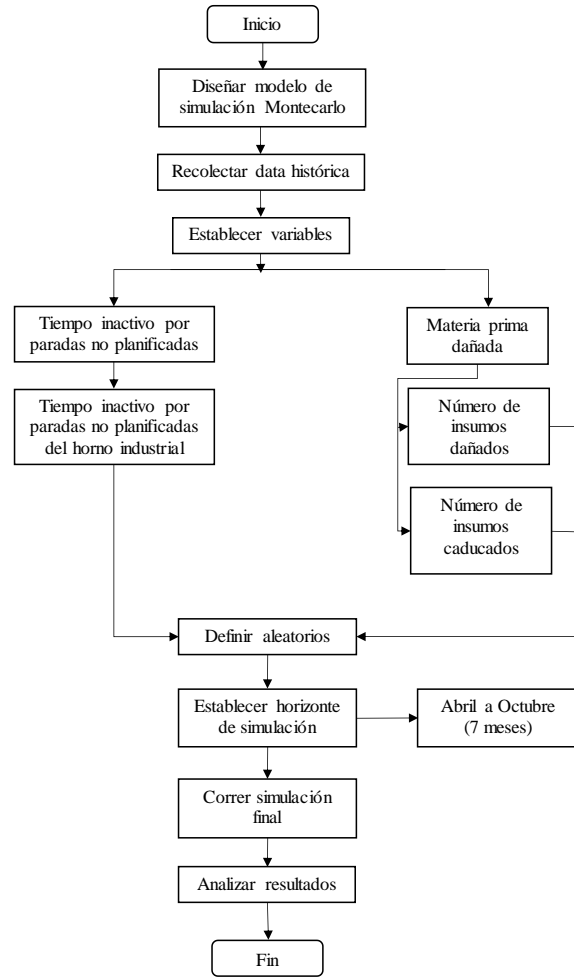 Inicio
Diseñar modelo de
simulación Montecarlo
Recolectar data histórica
Establecer variables
Tiempo inactivo por
paradas no planificadas
Tiempo inactivo por
paradas no planificadas
del horno industrial
Materia prima
dañada
Número de
insumos
dañados
Número de
insumos
caducados
Definir aleatorios
Establecer horizonte
de simulación
Abril a Octubre
(7 meses)
Correr simulación
final
Analizar resultados
Fin